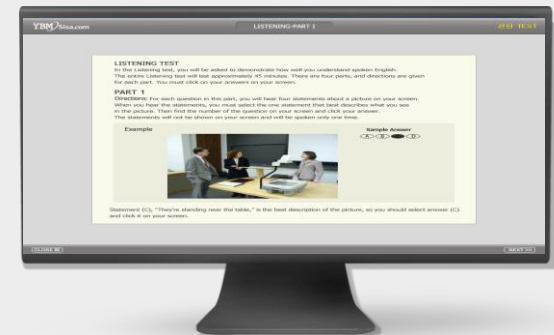 YBM Sisa.com
LISTENING-PART 1
LISTENING TEST
In the Listening test, you will be asked to demonstrate how well you understand spoken English.
The entire Listening test will last approximately 45 minutes. There are four parts, and directions are given
for each part. You must click on your answers on your screen.
PART 1
Directions: For each question in this part, you will hear four statements about a picture on your screen.
When you hear the statements, you must select the one statement that best describes what you see
in the picture. Then find the number of the question on your screen and click your answer.
The statements will not be shown on your screen and will be spoken only one time.
Example
Sample Answer
A B D
Statement (C), "They're standing near the table," is the best description of the picture, so you should select answer (C)
and click it on your screen.
NEXT >>